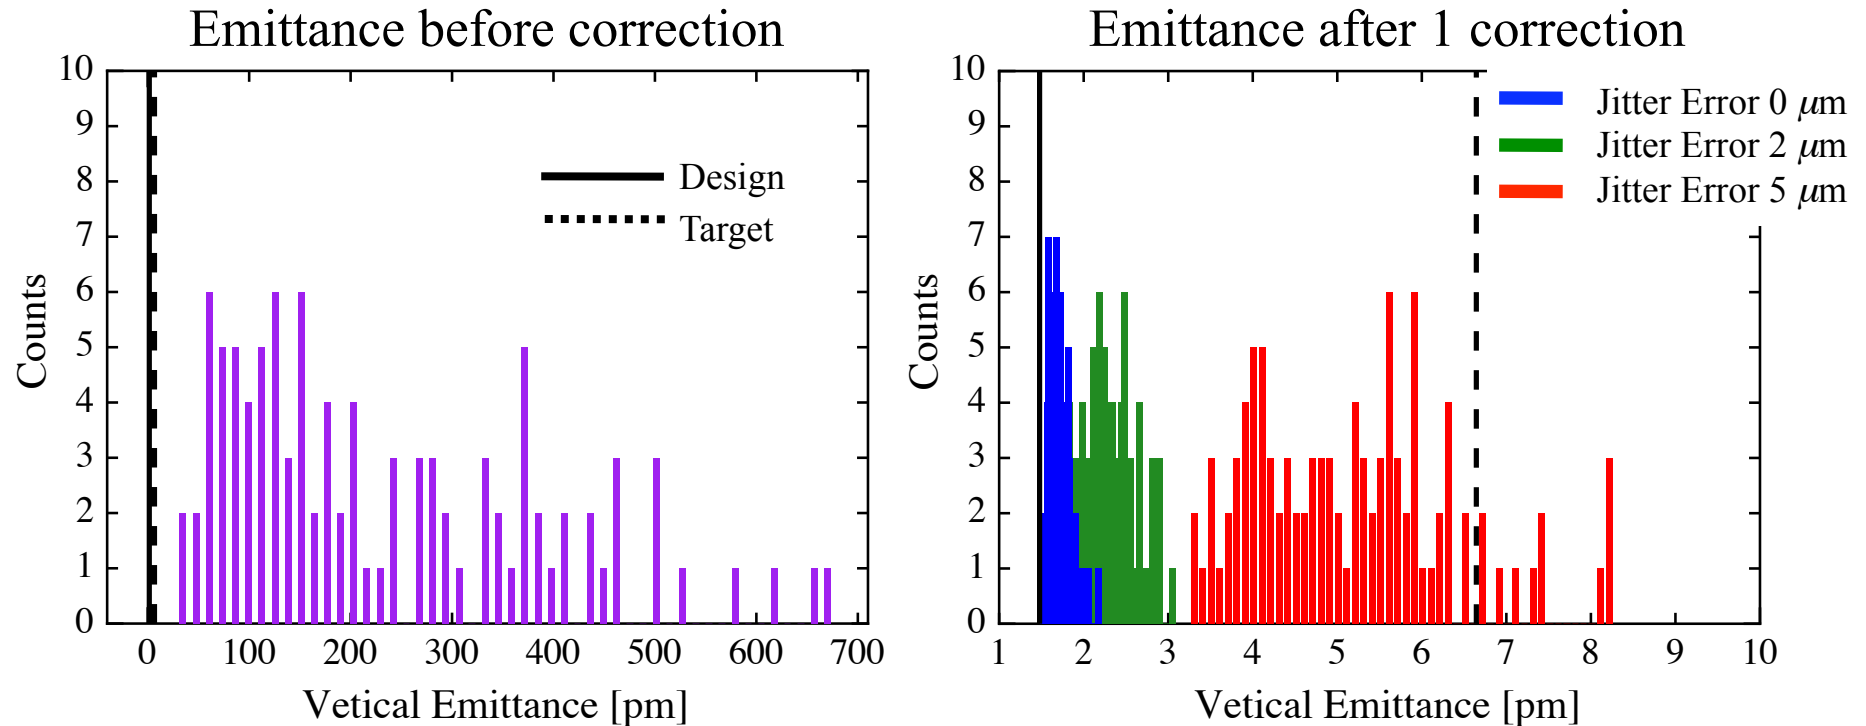 Emittance before correction
10
9
8
7
6
5
4
3
2
1
0
Counts
Design
Target
0 100 200 300 400 500 600 700
Vetical Emittance [pm]
Emittance after 1 correction
10
9
8
7
6
5
4
3
2
1
0
Counts
Jitter Error 0 μm
Jitter Error 2 μm
Jitter Error 5 μm
1 2 3 4 5 6 7 8 9 10
Vetical Emittance [pm]